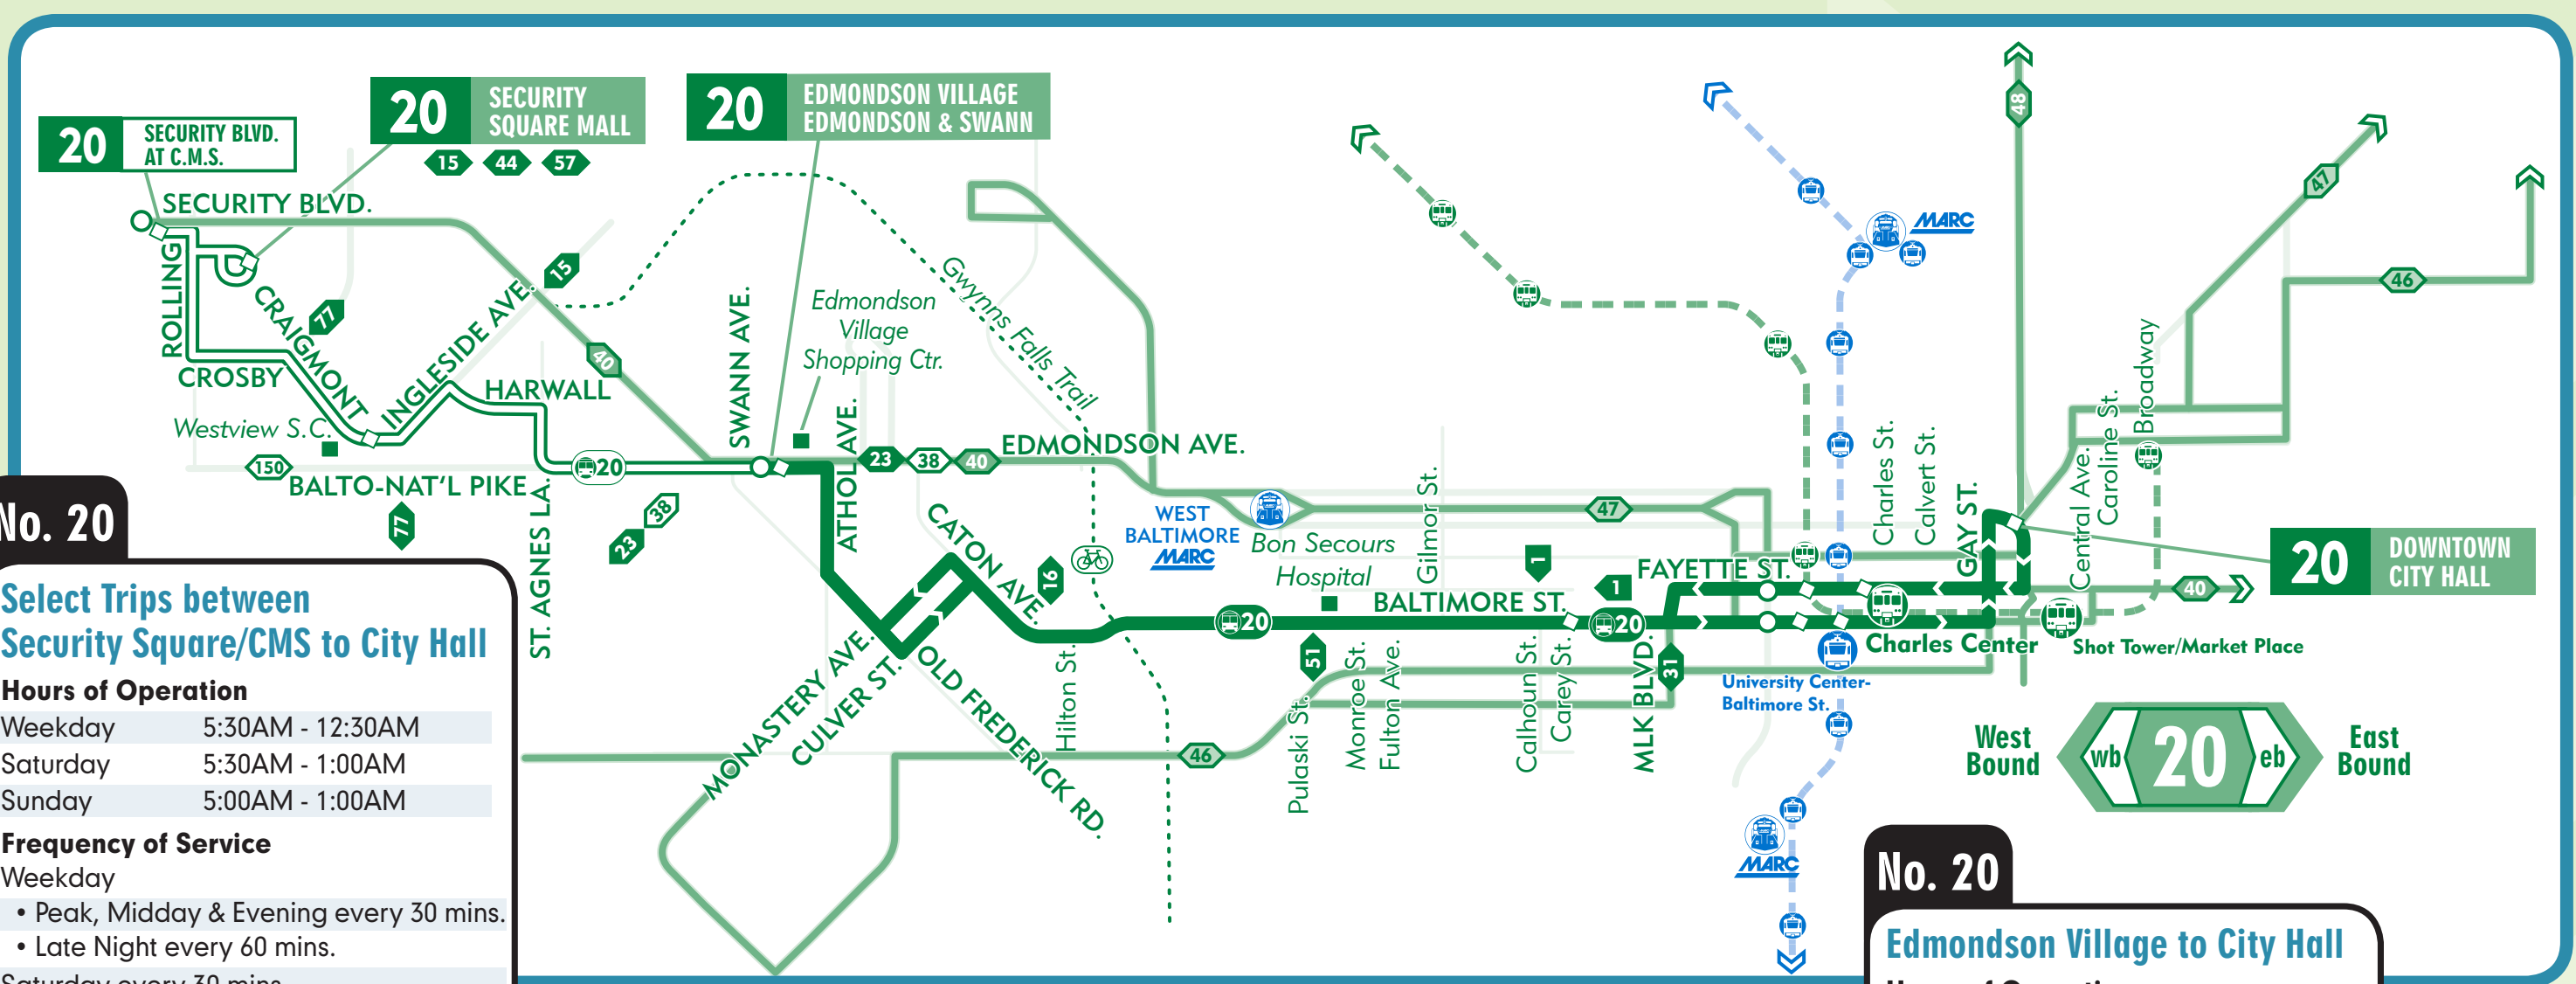 20
SECURITY BLVD.
AT C.M.S.
20
SECURITY
SQUARE MALL
15
44
57
20
EDMONDSON VILLAGE
EDMONDSON & SWANN
SECURITY BLVD.
ROLLING
CRAIGMONT
77
CROSBY
INGLESIDE AVE.
15
40
HARWALL
Westview S.C.
150
BALTO-NAT'L PIKE
77
ST. AGNES LA.
20
23
38
SWANN AVE.
Edmondson
Village
Shopping Ctr.
ATHOL AVE.
23
38
40
EDMONDSON AVE.
Gwynns Falls Trail
CATON AVE.
16
MONASTERY AVE.
CULVER ST.
OLD FREDERICK RD.
Hilton St.
46
WEST
BALTIMORE
MARC
Bon Secours
Hospital
20
BALTIMORE ST.
51
Pulaski St.
Monroe St.
Fulton Ave.
Gilmor St.
47
1
1
Calhoun St.
Carey St.
20
MLK BLVD.
31
FAYETTE ST.
MARC
Charles St.
Calvert St.
GAY ST.
48
47
46
Central Ave.
Caroline St.
Broadway
40
20
DOWNTOWN
CITY HALL
Charles Center
Shot Tower/Market Place
University Center-
Baltimore St.
MARC
West
Bound
wb
20
eb
East
Bound
No. 20
Select Trips between
Security Square/CMS to City Hall
Hours of Operation
Weekday 5:30AM - 12:30AM
Saturday 5:30AM - 1:00AM
Sunday 5:00AM - 1:00AM
Frequency of Service
Weekday
• Peak, Midday & Evening every 30 mins.
• Late Night every 60 mins.
Saturday every 30 mins.
No. 20
Edmondson Village to City Hall
Hours of Operation